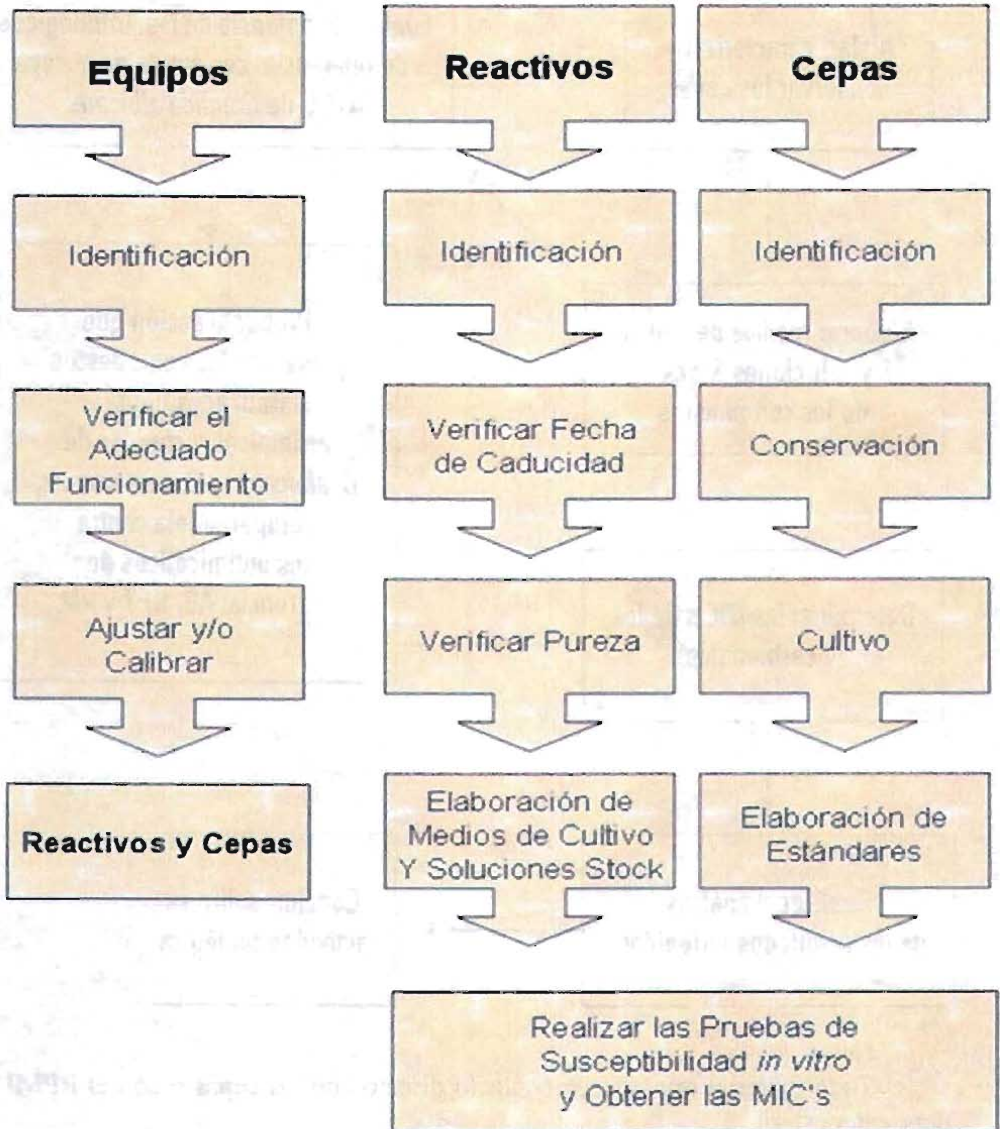 Equipos
Identificación
Verificar el
Adecuado
Funcionamiento
Ajustar y/o
Calibrar
Reactivos y Cepas
Reactivos
Identificación
Verificar Fecha
de Caducidad
Verificar Pureza
Elaboración de
Medios de Cultivo
Y Soluciones Stock
Cepas
Identificación
Conservación
Cultivo
Elaboración de
Estándares
Realizar las Pruebas de
Susceptibilidad in vitro
y Obtener las MIC's